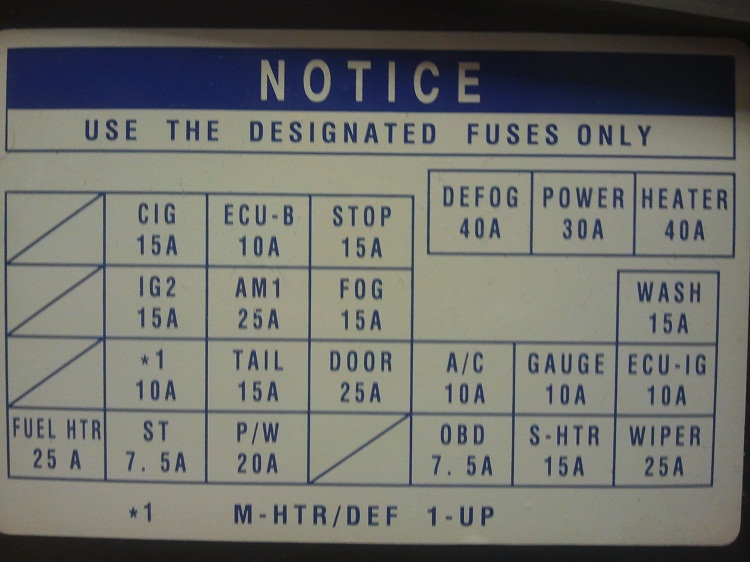 NOTICE
USE THE DESIGNATED FUSES ONLY
DEFOG POWER HEATER
40A 30A 40A
CIG ECU-B STOP
15A 10A 15A
IG2 AM1 FOG WASH
15A 25A 15A 15A
*1 TAIL DOOR A/C GAUGE ECU-IG
10A 15A 25A 10A 10A 10A
FUEL HTR ST P/W OBD S-HTR WIPER
25 A 7. 5A 20A 7. 5A 15A 25A
*1 M-HTR/DEF 1-UP